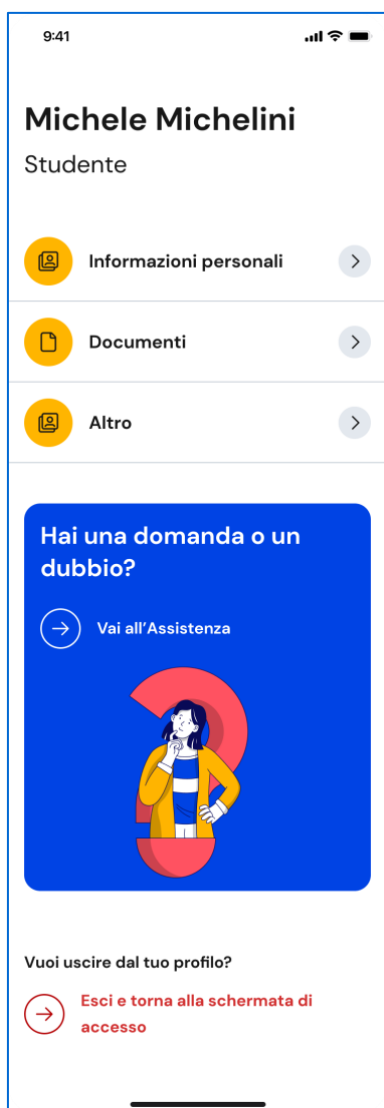 9:41
Michele Michelini
Studente
Informazioni personali
Documenti
Altro
Hai una domanda o un
dubbio?
Vai all’Assistenza
Vuoi uscire dal tuo profilo?
Esci e torna alla schermata di
accesso